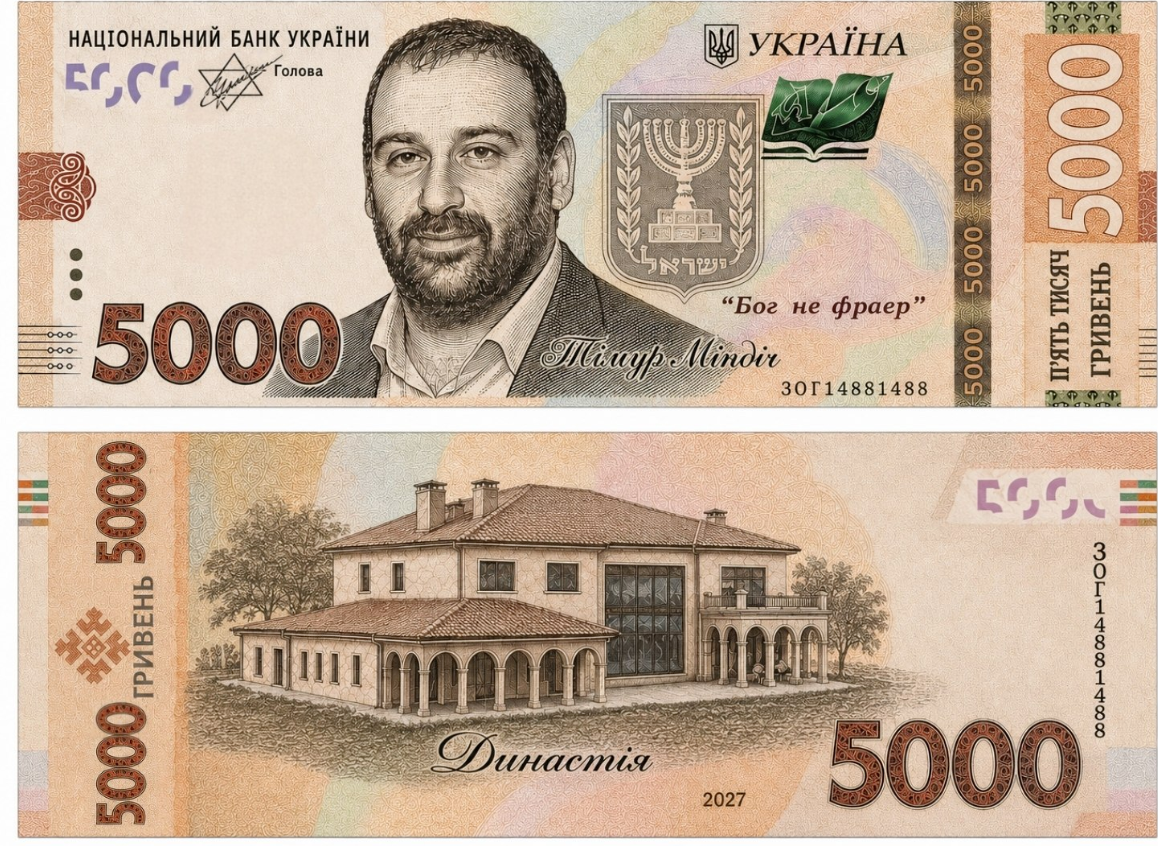 НАЦІОНАЛЬНИЙ БАНК УКРАЇНИ
Голова
УКРАЇНА
ישראל
"Бог не фраер"
Тімур Міндіч
5000
ЗОГ14881488
5000 5000 5000 5000
5000
П'ЯТЬ ТИСЯЧ
ГРИВЕНЬ
5000
5000
ГРИВЕНЬ
5000
ЗОГ14881488
Династія
2027
5000